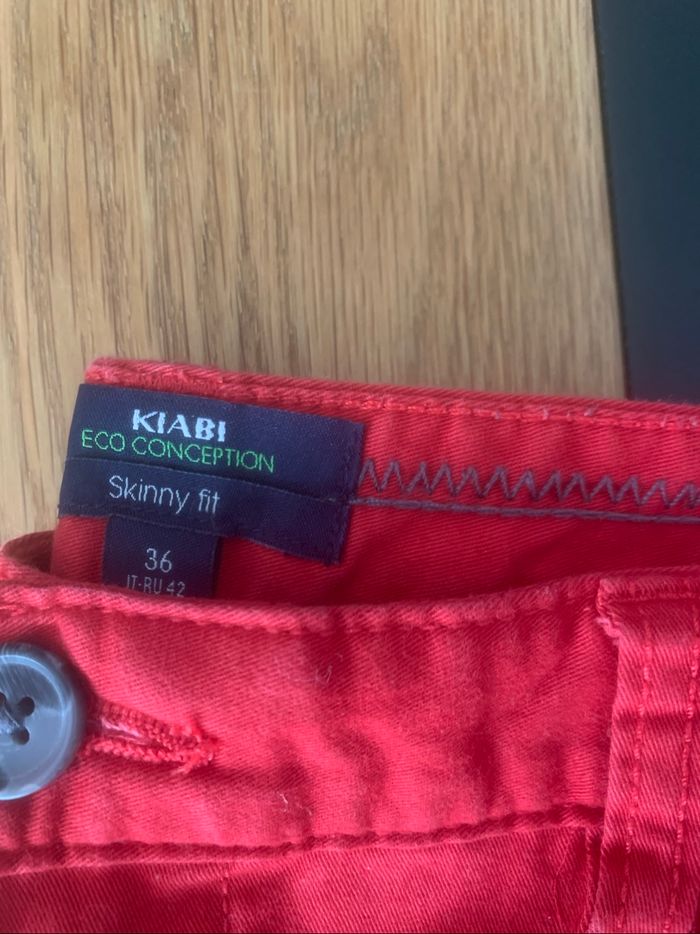 KIABI
ECO CONCEPTION
Skinny fit
36
IT-RU 42